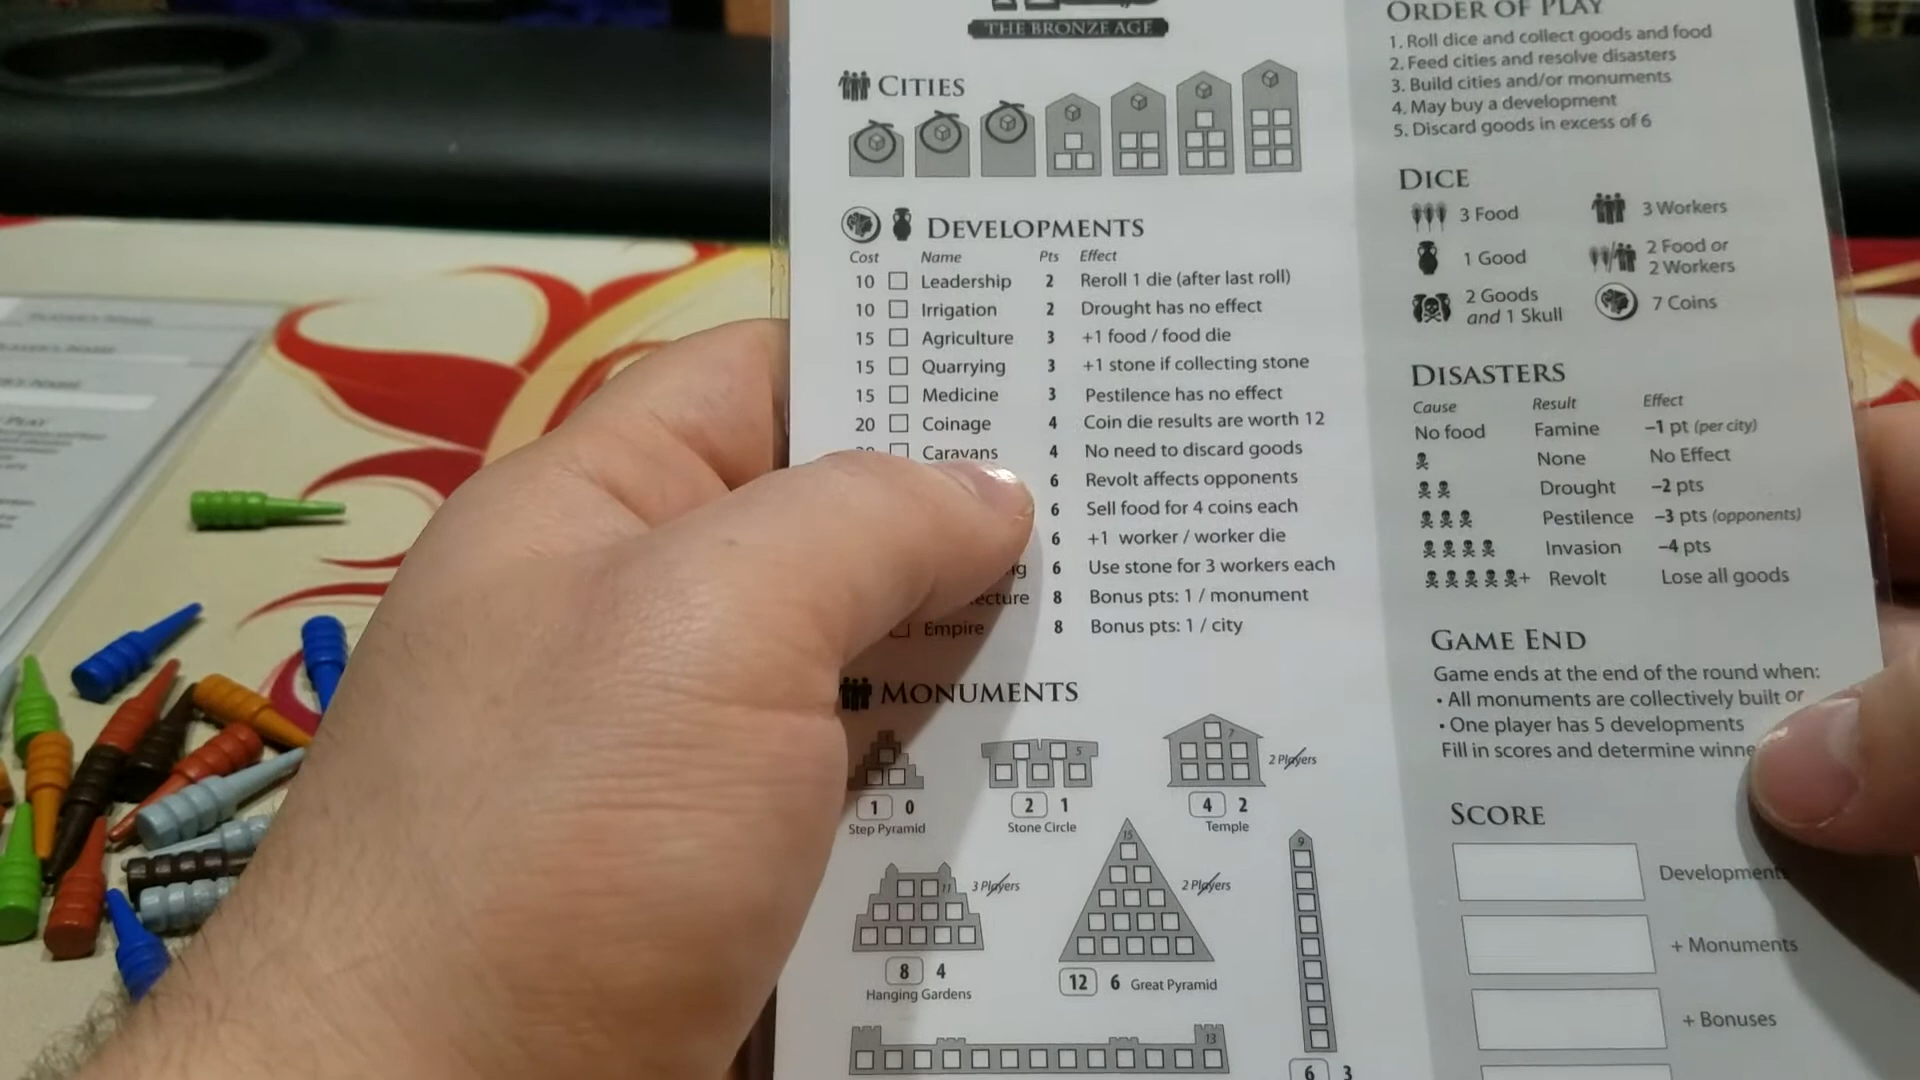 THE BRONZE AGE
CITIES
DEVELOPMENTS
Cost Name Pts Effect
10 Leadership 2 Reroll 1 die (after last roll)
10 Irrigation 2 Drought has no effect
15 Agriculture 3 +1 food / food die
15 Quarrying 3 +1 stone if collecting stone
15 Medicine 3 Pestilence has no effect
20 Coinage 4 Coin die results are worth 12
Caravans 4 No need to discard goods
6 Revolt affects opponents
6 Sell food for 4 coins each
6 +1 worker / worker die
6 Use stone for 3 workers each
8 Bonus pts: 1 / monument
Empire 8 Bonus pts: 1 / city
MONUMENTS
5
7
2 Players
1 0
Step Pyramid
2 1
Stone Circle
4 2
Temple
11
3 Players
15
2 Players
9
8 4
Hanging Gardens
12 6 Great Pyramid
13
6 3
ORDER OF PLAY
1. Roll dice and collect goods and food
2. Feed cities and resolve disasters
3. Build cities and/or monuments
4. May buy a development
5. Discard goods in excess of 6
DICE
3 Food
3 Workers
1 Good
2 Food or
2 Workers
2 Goods
and 1 Skull
7 Coins
DISASTERS
Cause Result Effect
No food Famine −1 pt (per city)
None No Effect
Drought −2 pts
Pestilence −3 pts (opponents)
Invasion −4 pts
+ Revolt Lose all goods
GAME END
Game ends at the end of the round when:
• All monuments are collectively built or
• One player has 5 developments
Fill in scores and determine
SCORE
Developments
+ Monuments
+ Bonuses